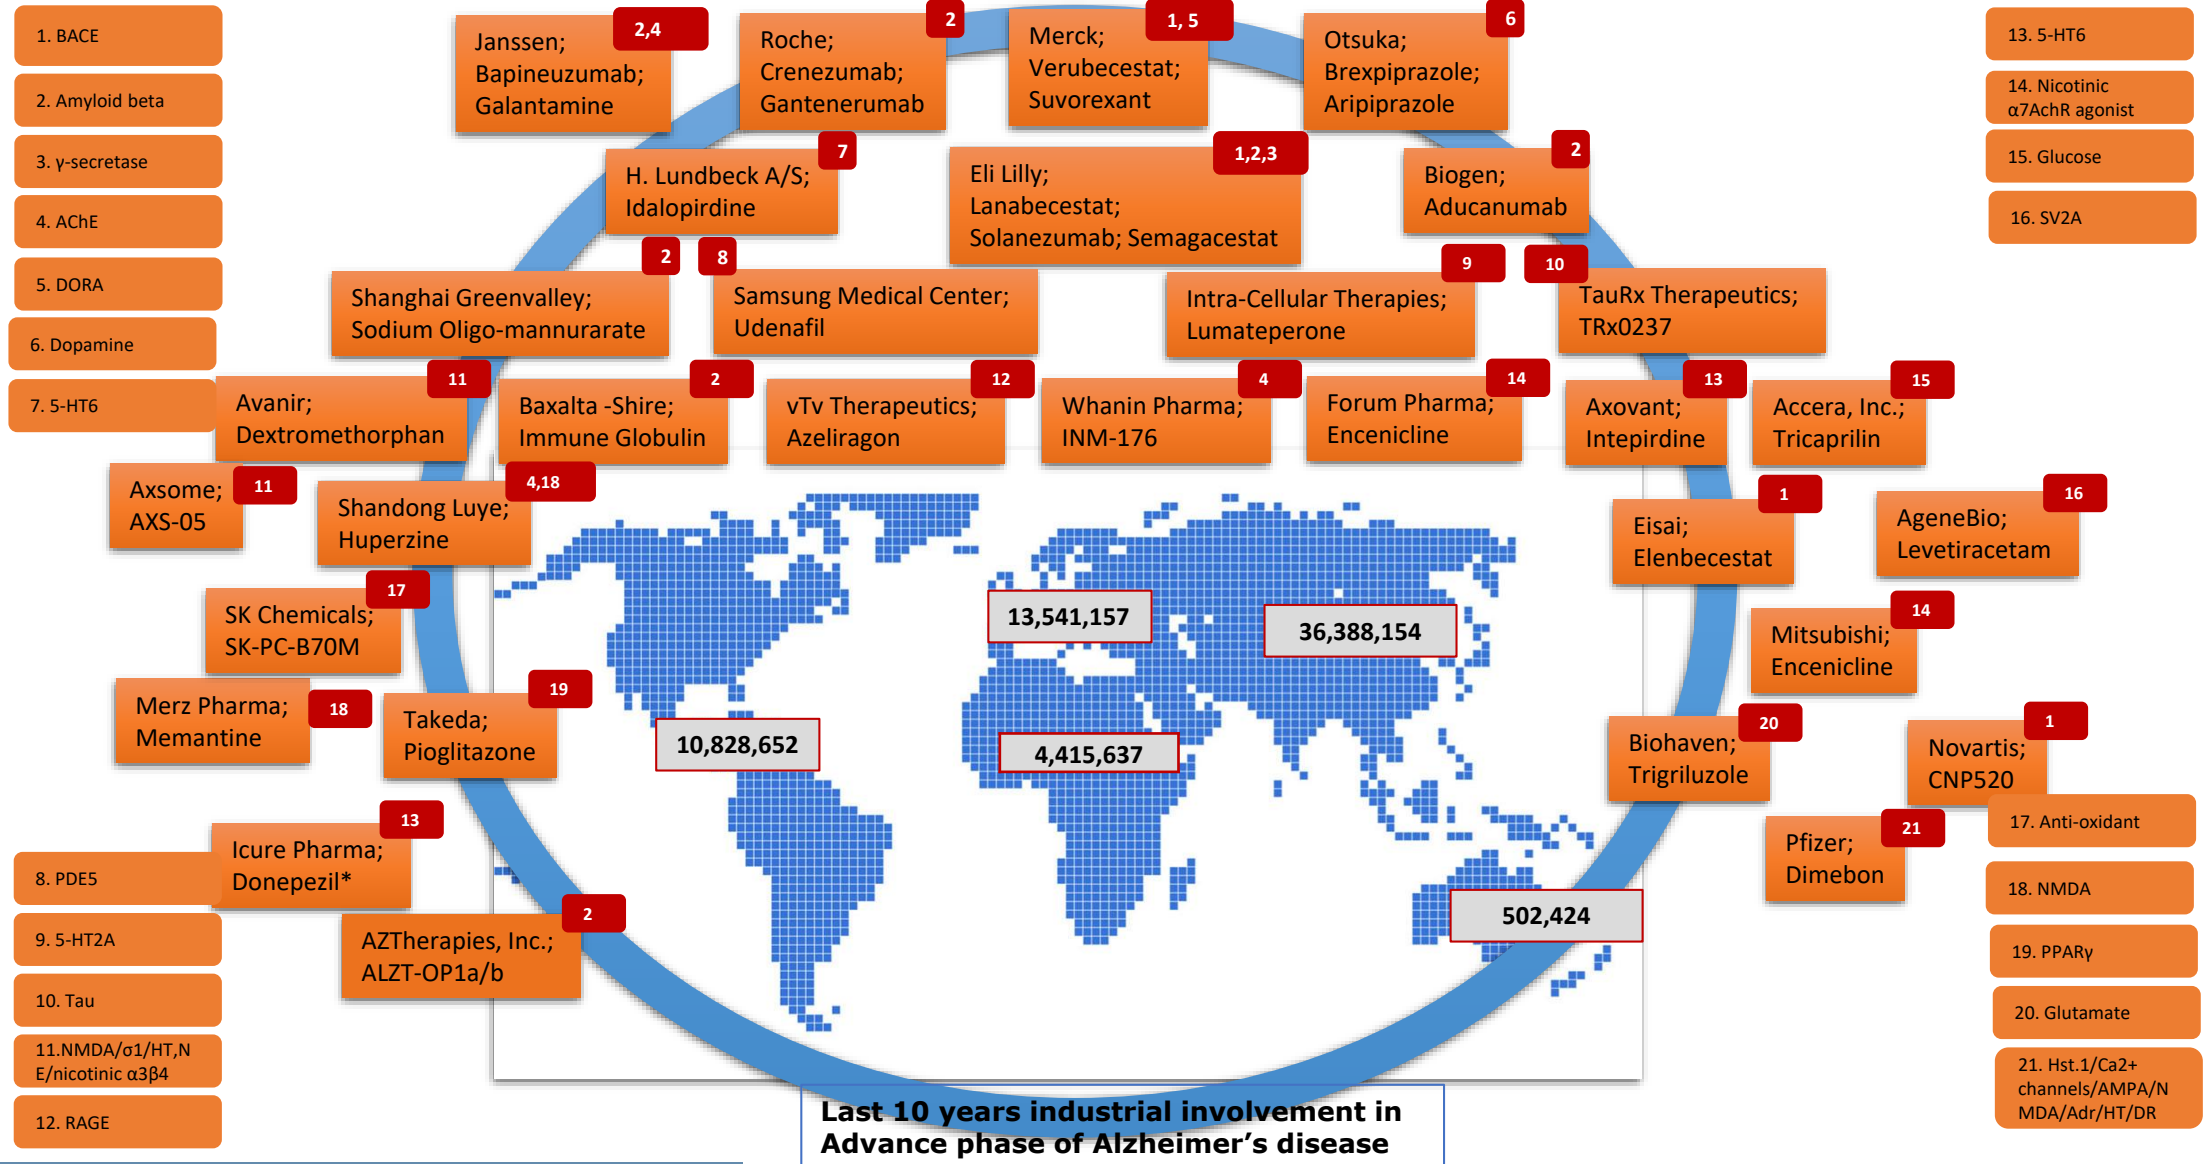 1. BACE
2. Amyloid beta
3. γ-secretase
4. AChE
5. DORA
6. Dopamine
7. 5-HT6
2,4
Janssen;
Bapineuzumab;
Galantamine
2
Roche;
Crenezumab;
Gantenerumab
1, 5
Merck;
Verubecestat;
Suvorexant
6
Otsuka;
Brexpiprazole;
Aripiprazole
13. 5-HT6
14. Nicotinic
α7AchR agonist
15. Glucose
16. SV2A
7
H. Lundbeck A/S;
Idalopirdine
1,2,3
Eli Lilly;
Lanabecestat;
Solanezumab; Semagacestat
2
Biogen;
Aducanumab
2
Shanghai Greenvalley;
Sodium Oligo-mannurarate
8
Samsung Medical Center;
Udenafil
9
Intra-Cellular Therapies;
Lumateperone
10
TauRx Therapeutics;
TRx0237
11
Avanir;
Dextromethorphan
2
Baxalta -Shire;
Immune Globulin
12
vTv Therapeutics;
Azeliragon
4
Whanin Pharma;
INM-176
14
Forum Pharma;
Encenicline
13
Axovant;
Intepirdine
15
Accera, Inc.;
Tricaprilin
11
Axsome;
AXS-05
4,18
Shandong Luye;
Huperzine
1
Eisai;
Elenbecestat
16
AgeneBio;
Levetiracetam
17
SK Chemicals;
SK-PC-B70M
13,541,157
36,388,154
14
Mitsubishi;
Encenicline
18
Merz Pharma;
Memantine
19
Takeda;
Pioglitazone
10,828,652
4,415,637
20
Biohaven;
Trigriluzole
1
Novartis;
CNP520
13
Icure Pharma;
Donepezil*
21
Pfizer;
Dimebon
2
AZTherapies, Inc.;
ALZT-OP1a/b
502,424
8. PDE5
9. 5-HT2A
10. Tau
11.NMDA/σ1/HT,N
E/nicotinic α3β4
12. RAGE
17. Anti-oxidant
18. NMDA
19. PPARγ
20. Glutamate
21. Hst.1/Ca2+
channels/AMPA/N
MDA/Adr/HT/DR
Last 10 years industrial involvement in
Advance phase of Alzheimer's disease